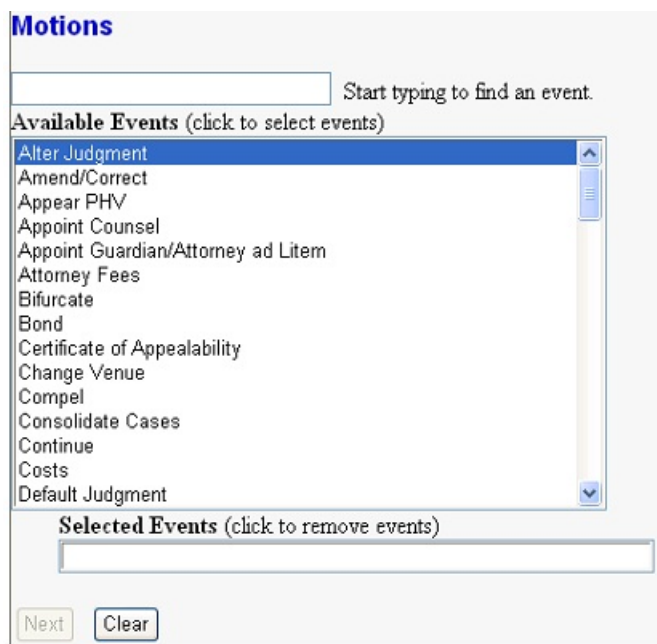 Motions
Start typing to find an event.
Available Events (click to select events)
Alter Judgment
Amend/Correct
Appear PHV
Appoint Counsel
Appoint Guardian/Attorney ad Litem
Attorney Fees
Bifurcate
Bond
Certificate of Appealability
Change Venue
Compel
Consolidate Cases
Continue
Costs
Default Judgment
Selected Events (click to remove events)
Next Clear